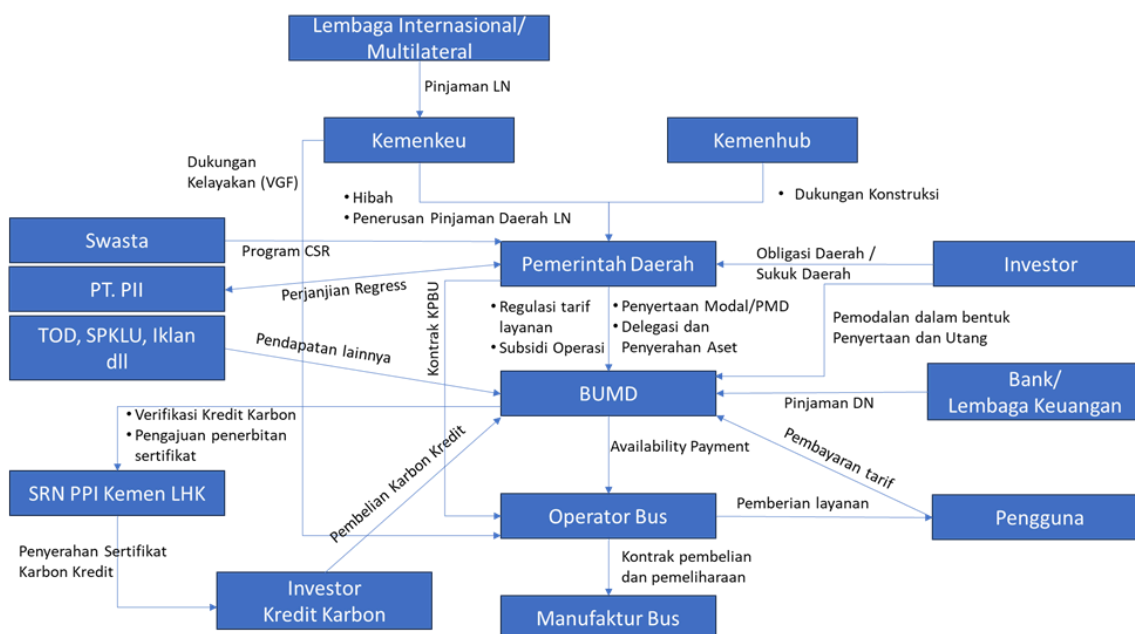 Lembaga Internasional/
Multilateral
Pinjaman LN
Kemenkeu
Kemenhub
Dukungan
Kelayakan (VGF)
• Hibah
• Penerusan Pinjaman Daerah LN
• Dukungan Konstruksi
Swasta
Program CSR
Pemerintah Daerah
Obligasi Daerah /
Sukuk Daerah
Investor
PT. PII
Perjanjian Regress
Kontrak KPBU
• Regulasi tarif
layanan
• Subsidi Operasi
• Penyertaan Modal/PMD
• Delegasi dan
Penyerahan Aset
Pemodalan dalam bentuk
Penyertaan dan Utang
TOD, SPKLU, Iklan
dll
Pendapatan lainnya
BUMD
Pinjaman DN
Bank/
Lembaga Keuangan
• Verifikasi Kredit Karbon
• Pengajuan penerbitan
sertifikat
Pembelian Karbon Kredit
Availability Payment
Pembayaran tarif
SRN PPI Kemen LHK
Operator Bus
Pemberian layanan
Pengguna
Penyerahan Sertifikat
Karbon Kredit
Kontrak pembelian
dan pemeliharaan
Investor
Kredit Karbon
Manufaktur Bus